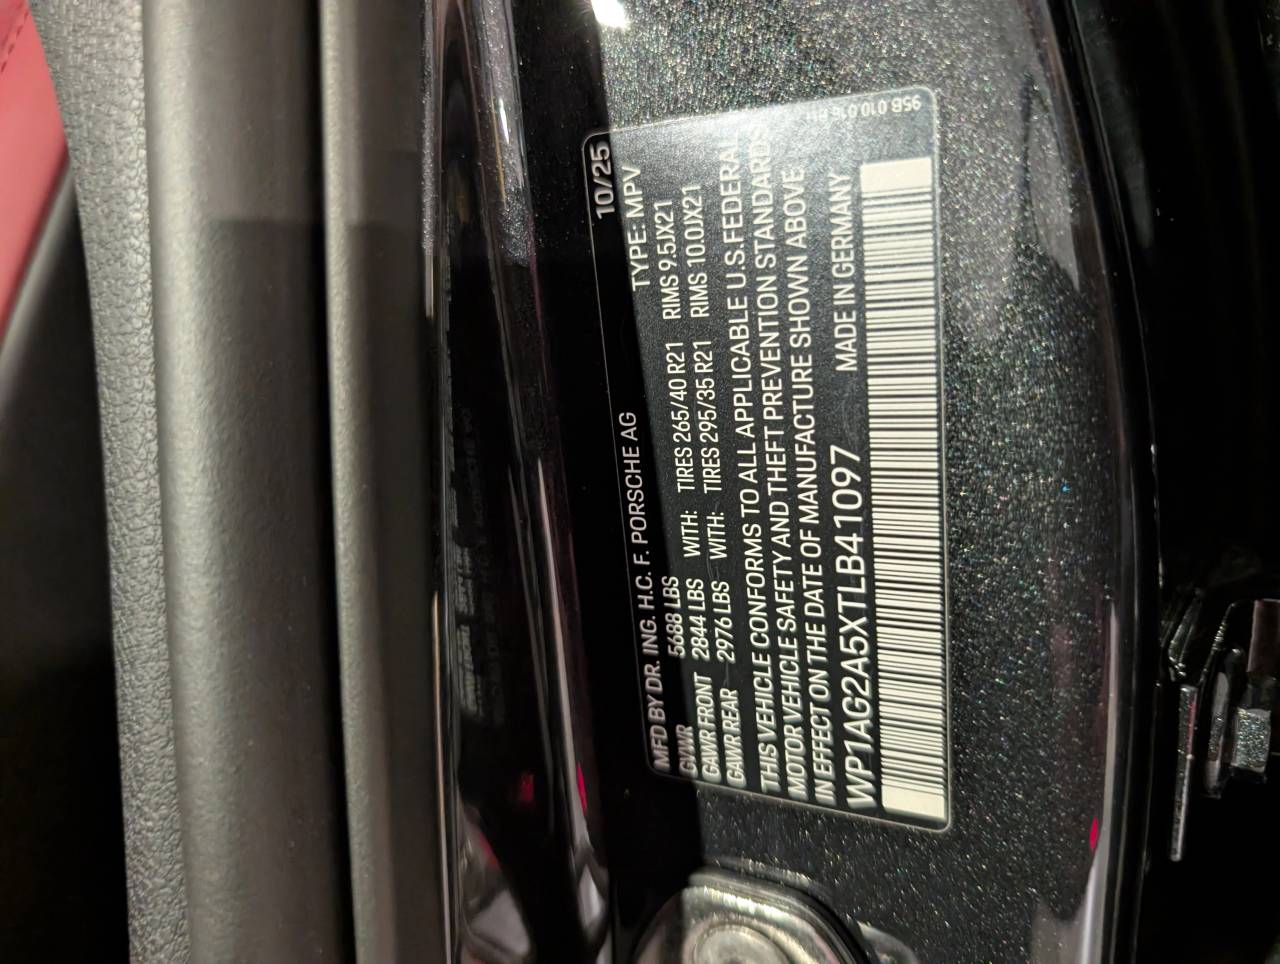 10/25
MFD BY DR. ING. H.C. F. PORSCHE AG
TYPE: MPV
GVWR 5688 LBS
GAWR FRONT 2844 LBS WITH: TIRES 265/40 R21 RIMS 9.5JX21
GAWR REAR 2976 LBS WITH: TIRES 295/35 R21 RIMS 10.0JX21
THIS VEHICLE CONFORMS TO ALL APPLICABLE U.S.FEDERAL
MOTOR VEHICLE SAFETY AND THEFT PREVENTION STANDARDS
IN EFFECT ON THE DATE OF MANUFACTURE SHOWN ABOVE
WP1AG2A5XTLB41097
MADE IN GERMANY
95B 010 016